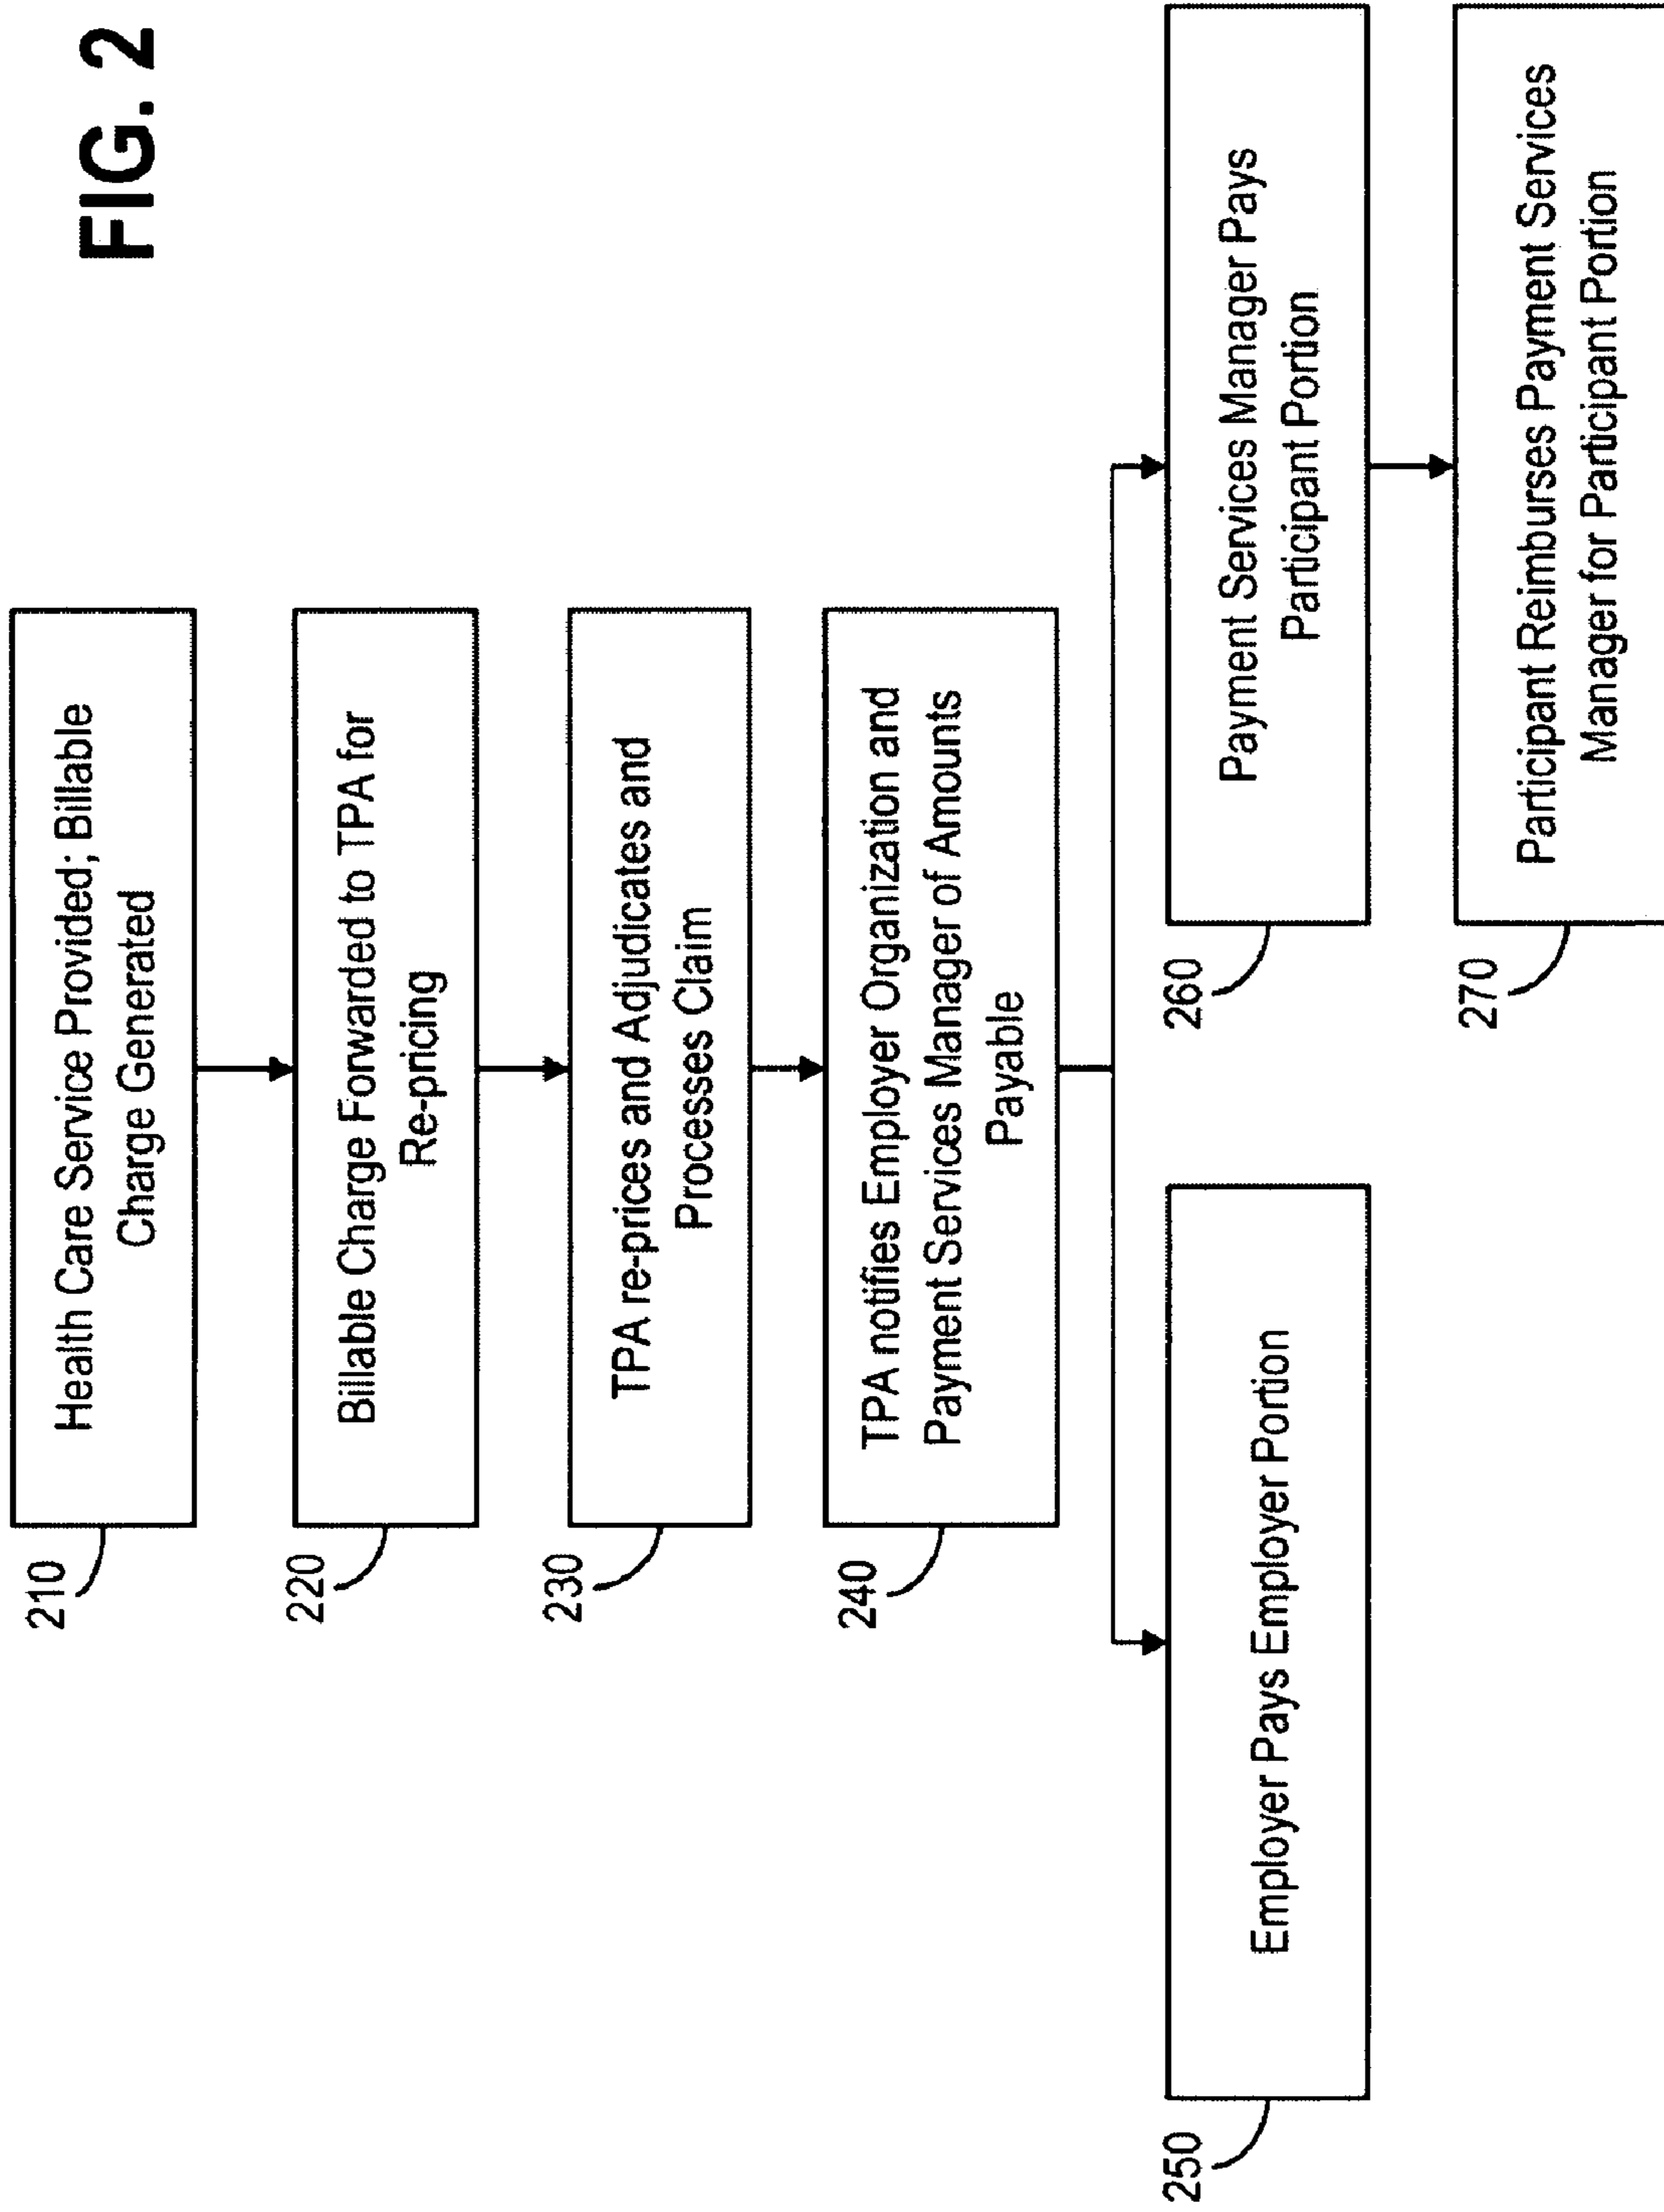 FIG. 2
210
Health Care Service Provided; Billable
Charge Generated
220
Billable Charge Forwarded to TPA for
Re-pricing
230
TPA re-prices and Adjudicates and
Processes Claim
240
TPA notifies Employer Organization and
Payment Services Manager of Amounts
Payable
250
Employer Pays Employer Portion
260
Payment Services Manager Pays
Participant Portion
270
Participant Reimburses Payment Services
Manager for Participant Portion